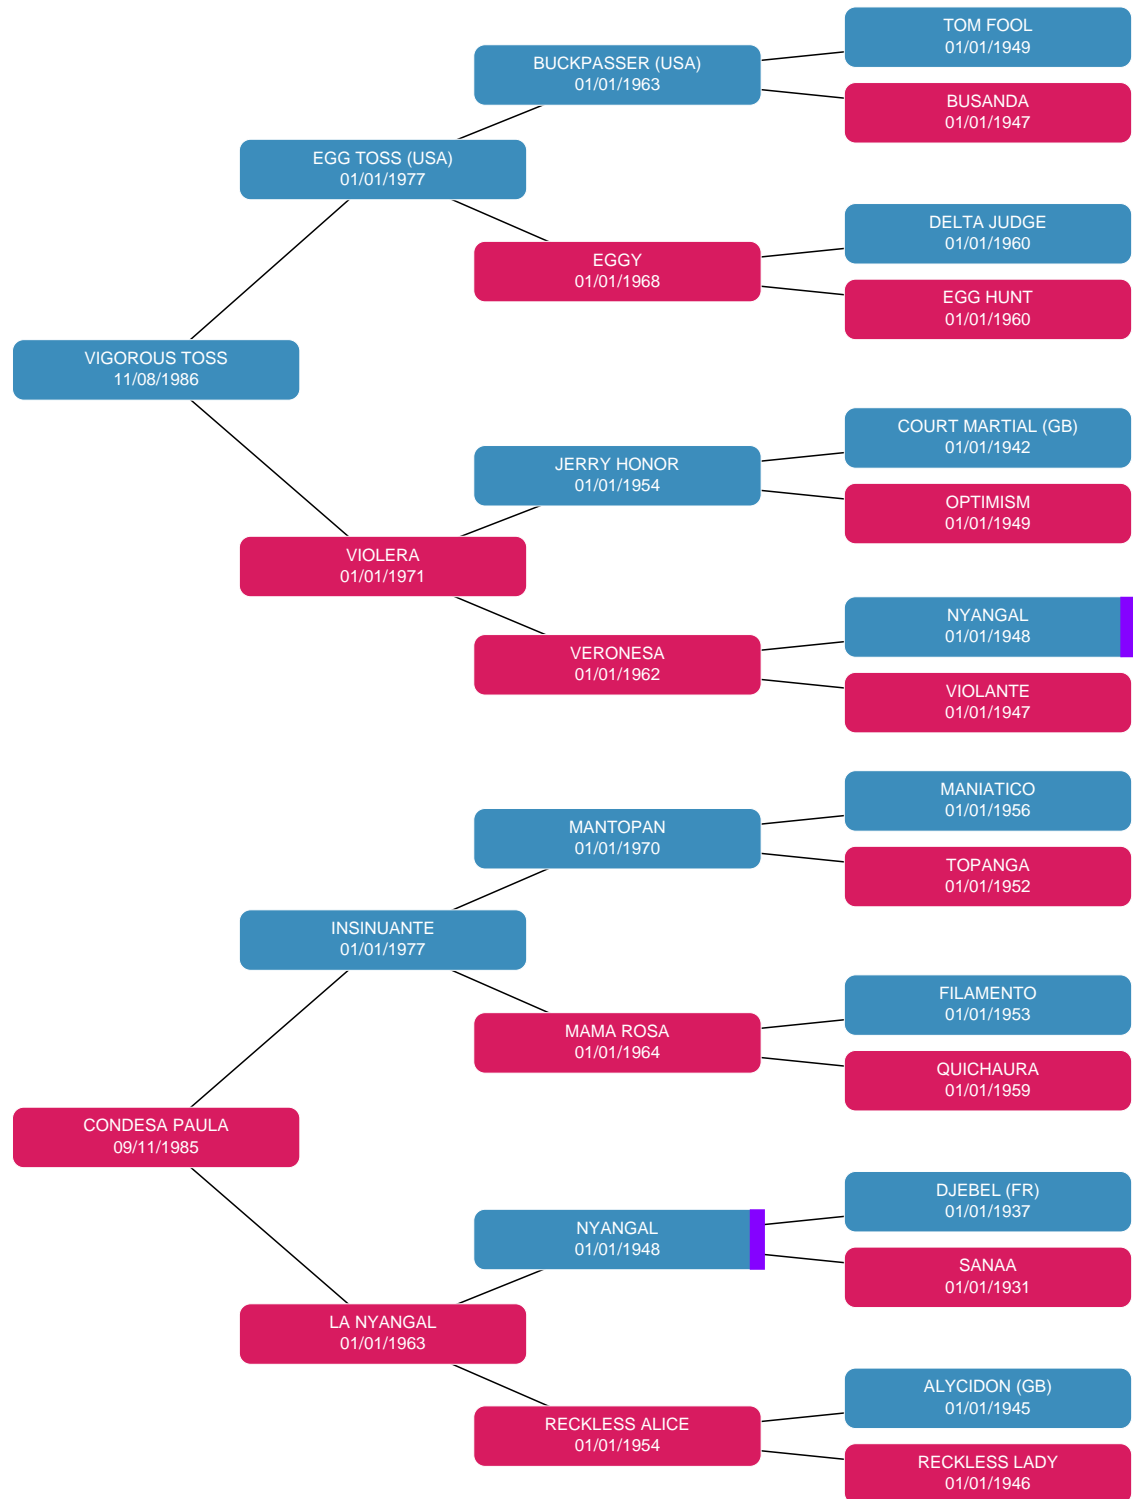 TOM FOOL
01/01/1949
BUCKPASSER (USA)
01/01/1963
BUSANDA
01/01/1947
EGG TOSS (USA)
01/01/1977
DELTA JUDGE
01/01/1960
EGGY
01/01/1968
EGG HUNT
01/01/1960
VIGOROUS TOSS
11/08/1986
COURT MARTIAL (GB)
01/01/1942
JERRY HONOR
01/01/1954
OPTIMISM
01/01/1949
VIOLERA
01/01/1971
NYANGAL
01/01/1948
VERONESA
01/01/1962
VIOLANTE
01/01/1947
MANIATICO
01/01/1956
MANTOPAN
01/01/1970
TOPANGA
01/01/1952
INSINUANTE
01/01/1977
FILAMENTO
01/01/1953
MAMA ROSA
01/01/1964
QUICHAURA
01/01/1959
CONDESA PAULA
09/11/1985
DJEBEL (FR)
01/01/1937
NYANGAL
01/01/1948
SANAA
01/01/1931
LA NYANGAL
01/01/1963
ALYCIDON (GB)
01/01/1945
RECKLESS ALICE
01/01/1954
RECKLESS LADY
01/01/1946